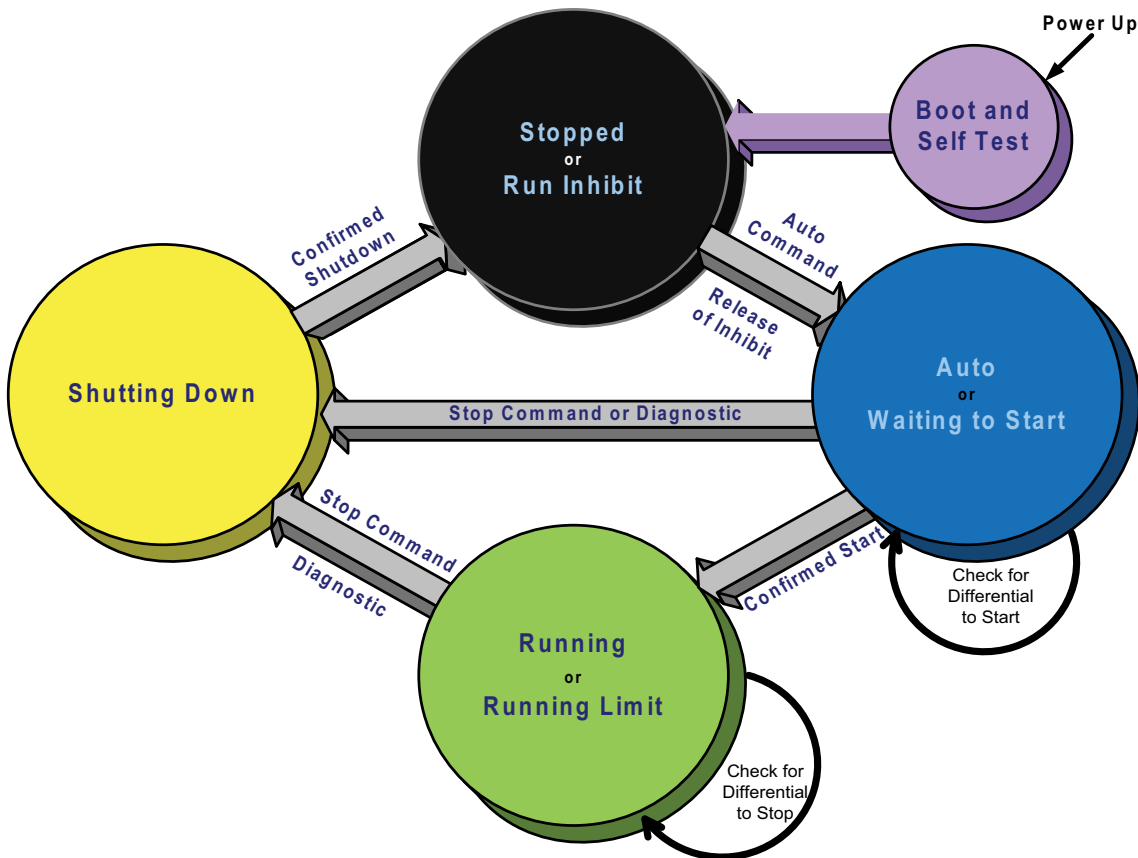 Power Up
Boot and
Self Test
Stopped
or
Run Inhibit
Confirmed
Shutdown
Auto
Command
Release
of Inhibit
Shutting Down
Stop Command or Diagnostic
Auto
or
Waiting to Start
Stop Command
Diagnostic
Confirmed Start
Check for
Differential
to Start
Running
or
Running Limit
Check for
Differential
to Stop